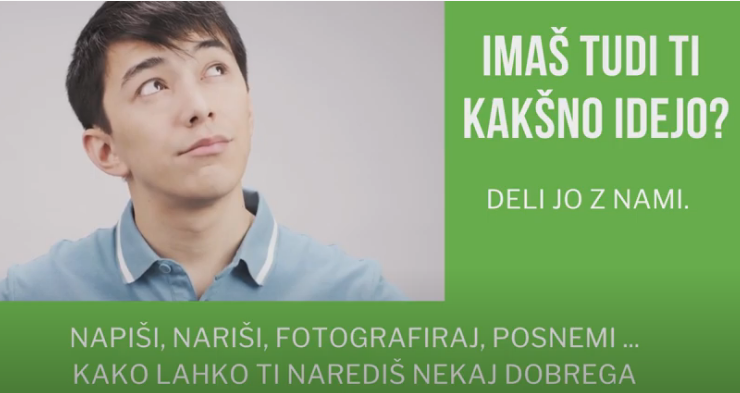 IMAŠ TUDI TI
KAKŠNO IDEJO?
DELI JO Z NAMI.
NAPIŠI, NARIŠI, FOTOGRAFIRAJ, POSNEMI ...
KAKO LAHKO TI NAREDIŠ NEKAJ DOBREGA